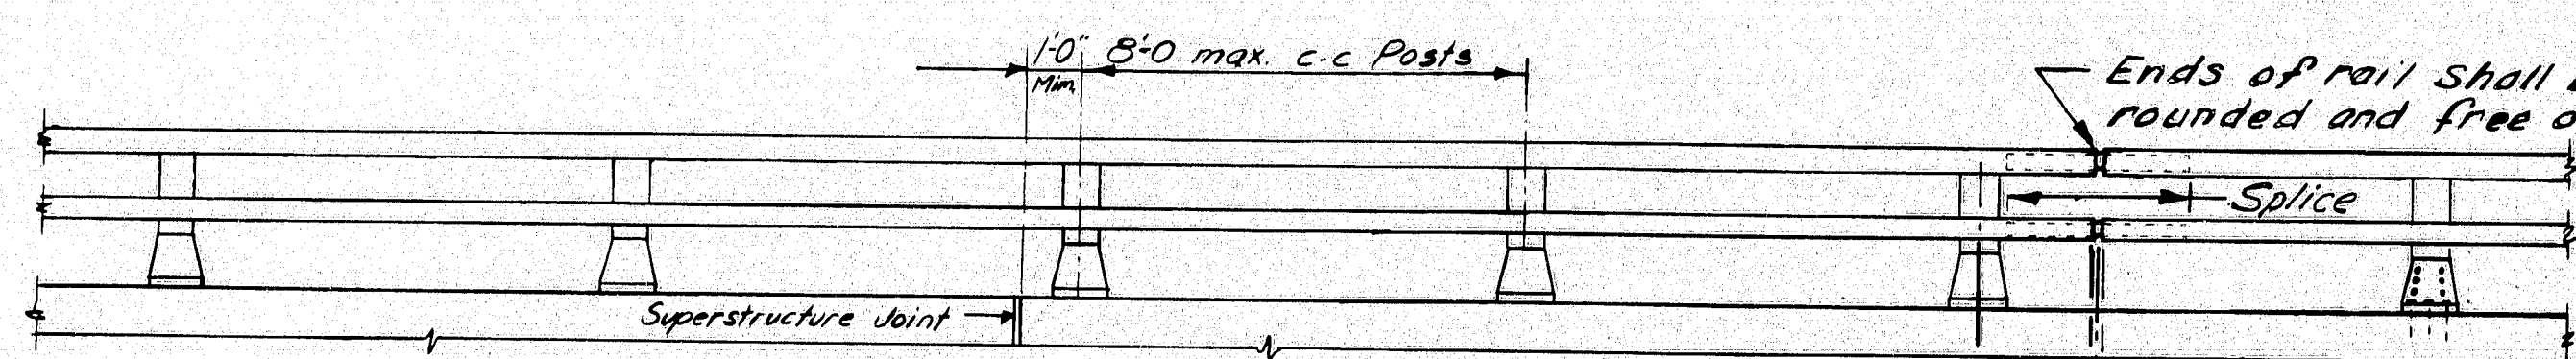 1'-0" 8'-0 max. c-c Posts
Min.
Ends of rail shall
rounded and free
Splice
Superstructure Joint